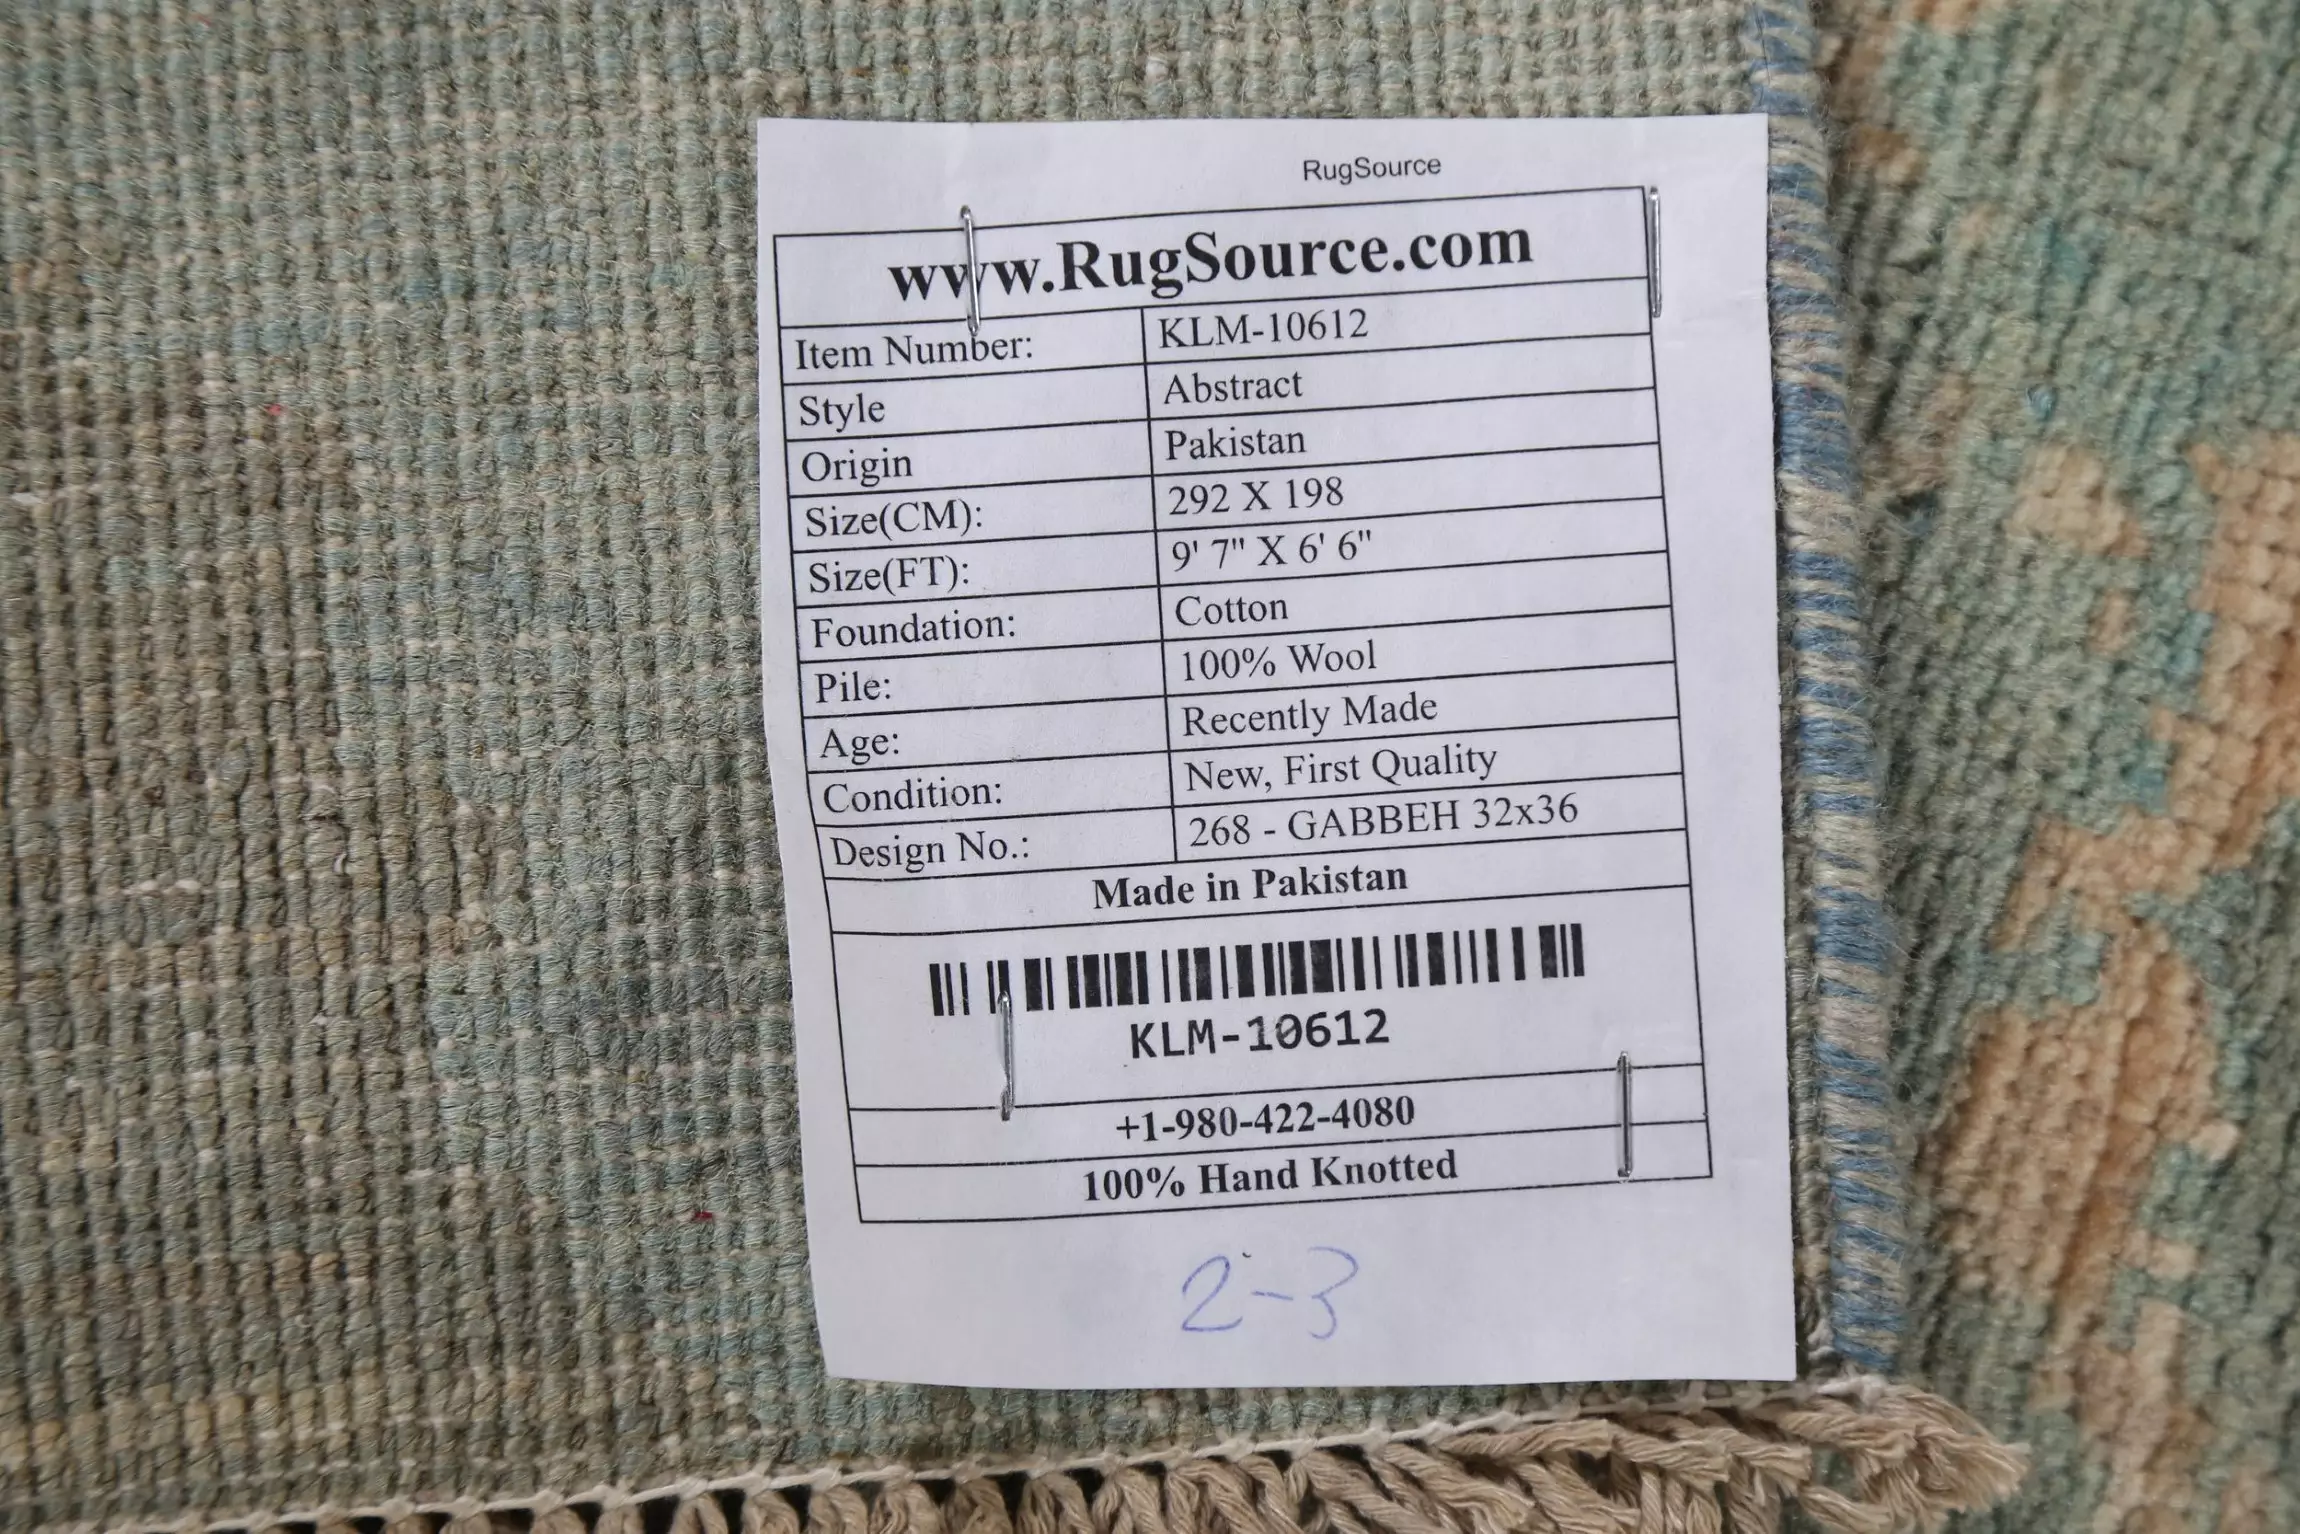 RugSource
www.RugSource.com
Item Number: KLM-10612
Style Abstract
Origin Pakistan
Size(CM): 292 X 198
Size(FT): 9' 7" X 6' 6"
Foundation: Cotton
Pile: 100% Wool
Age: Recently Made
Condition: New, First Quality
Design No.: 268 - GABBEH 32x36
Made in Pakistan
KLM-10612
+1-980-422-4080
100% Hand Knotted
2-3